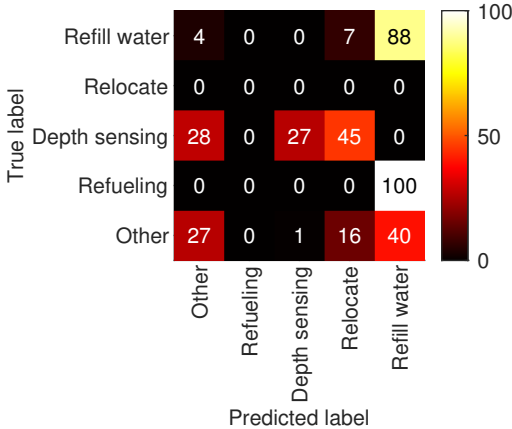 True label
Refill water 4 0 0 7 88
Relocate 0 0 0 0 0
Depth sensing 28 0 27 45 0
Refueling 0 0 0 0 100
Other 27 0 1 16 40
Other
Refueling
Depth sensing
Relocate
Refill water
Predicted label
100
50
0